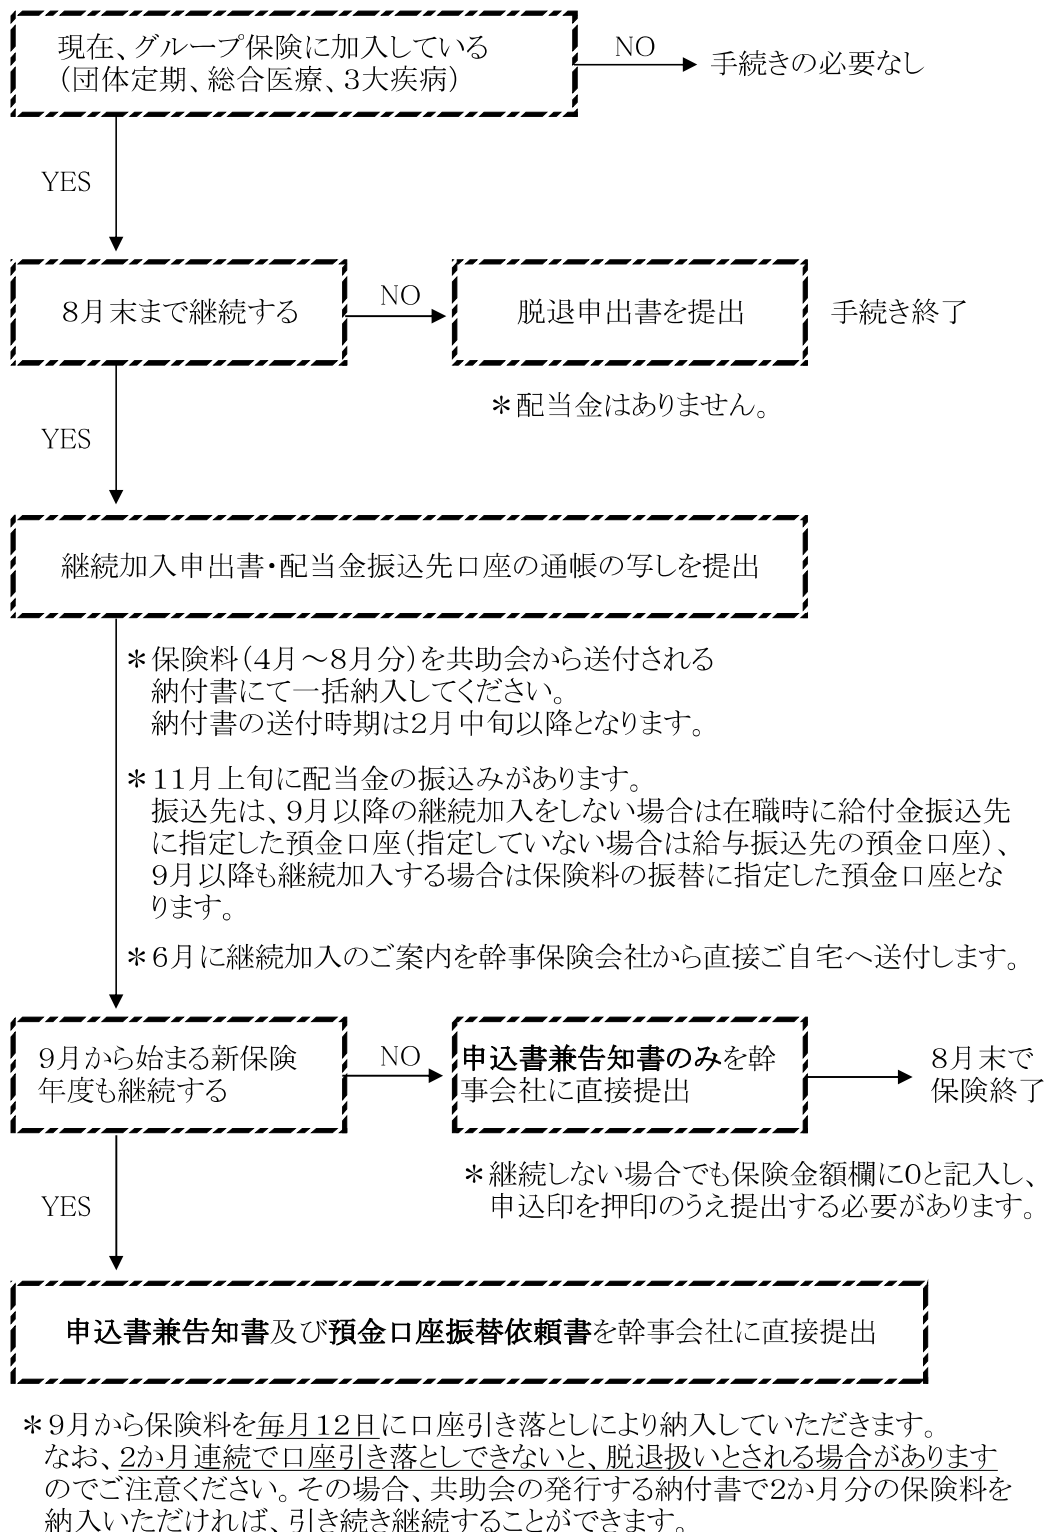 現在、グループ保険に加入している
（団体定期、総合医療、３大疾病）
NO
手続きの必要なし
YES
８月末まで継続する
NO
脱退申出書を提出
手続き終了
＊配当金はありません。
YES
継続加入申出書・配当金振込先口座の通帳の写しを提出
＊保険料（４月～８月分）を共助会から送付される
納付書にて一括納入してください。
納付書の送付時期は２月中旬以降となります。
＊１１月上旬に配当金の振込みがあります。
振込先は、９月以降の継続加入をしない場合は在職時に給付金振込先
に指定した預金口座（指定していない場合は給与振込先の預金口座）、
９月以降も継続加入する場合は保険料の振替に指定した預金口座とな
ります。
＊６月に継続加入のご案内を幹事保険会社から直接ご自宅へ送付します。
９月から始まる新保険
年度も継続する
NO
申込書兼告知書のみを幹
事会社に直接提出
８月末で
保険終了
＊継続しない場合でも保険金額欄に０と記入し、
申込印を押印のうえ提出する必要があります。
YES
申込書兼告知書及び預金口座振替依頼書を幹事会社に直接提出
＊９月から保険料を毎月１２日に口座引き落としにより納入していただきます。
なお、２か月連続で口座引き落としできないと、脱退扱いとされる場合があります
のでご注意ください。その場合、共助会の発行する納付書で２か月分の保険料を
納入いただければ、引き続き継続することができます。